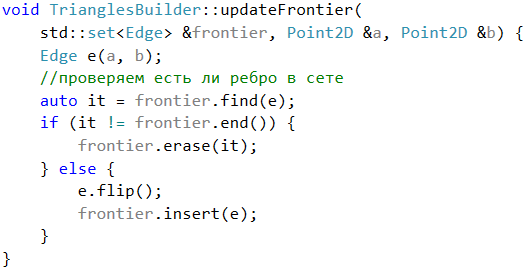 void TrianglesBuilder::updateFrontier(
    std::set<Edge> &frontier, Point2D &a, Point2D &b) {
    Edge e(a, b);
    //проверяем есть ли ребро в сете
    auto it = frontier.find(e);
    if (it != frontier.end()) {
        frontier.erase(it);
    } else {
        e.flip();
        frontier.insert(e);
    }
}